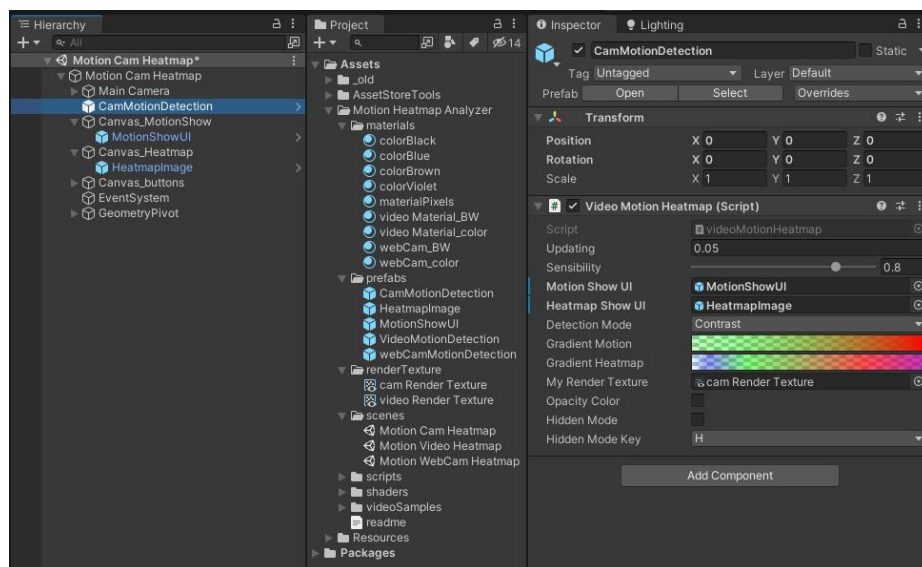 Hierarchy
All
Motion Cam Heatmap*
Motion Cam Heatmap
Main Camera
CamMotionDetection
Canvas_MotionShow
MotionShowUI
Canvas_Heatmap
HeatmapImage
Canvas_buttons
EventSystem
GeometryPivot
Project
14
Assets
_old
AssetStoreTools
Motion Heatmap Analyzer
materials
colorBlack
colorBlue
colorBrown
colorViolet
materialPixels
video Material_BW
video Material_color
webCam_BW
webCam_color
prefabs
CamMotionDetection
HeatmapImage
MotionShowUI
VideoMotionDetection
webCamMotionDetection
renderTexture
cam Render Texture
video Render Texture
scenes
Motion Cam Heatmap
Motion Video Heatmap
Motion WebCam Heatmap
scripts
shaders
videoSamples
readme
Resources
Packages
Inspector Lighting
CamMotionDetection Static
Tag Untagged Layer Default
Prefab Open Select Overrides
Transform
Position X 0 Y 0 Z 0
Rotation X 0 Y 0 Z 0
Scale X 1 Y 1 Z 1
# Video Motion Heatmap (Script)
Script videoMotionHeatmap
Updating 0.05
Sensibility 0.8
Motion Show UI MotionShowUI
Heatmap Show UI HeatmapImage
Detection Mode Contrast
Gradient Motion
Gradient Heatmap
My Render Texture cam Render Texture
Opacity Color
Hidden Mode
Hidden Mode Key H
Add Component